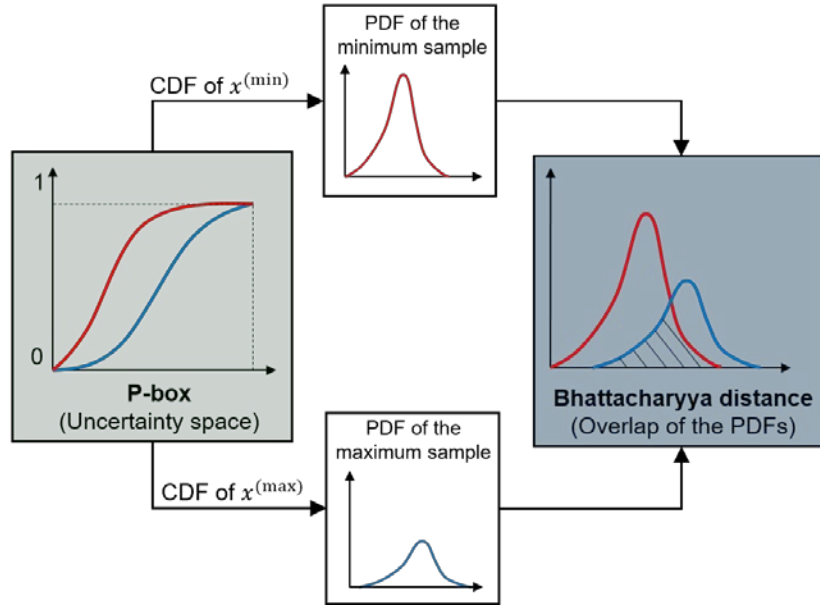 PDF of the
minimum sample
CDF of x^(min)
1
0
P-box
(Uncertainty space)
Bhattacharyya distance
(Overlap of the PDFs)
PDF of the
maximum sample
CDF of x^(max)